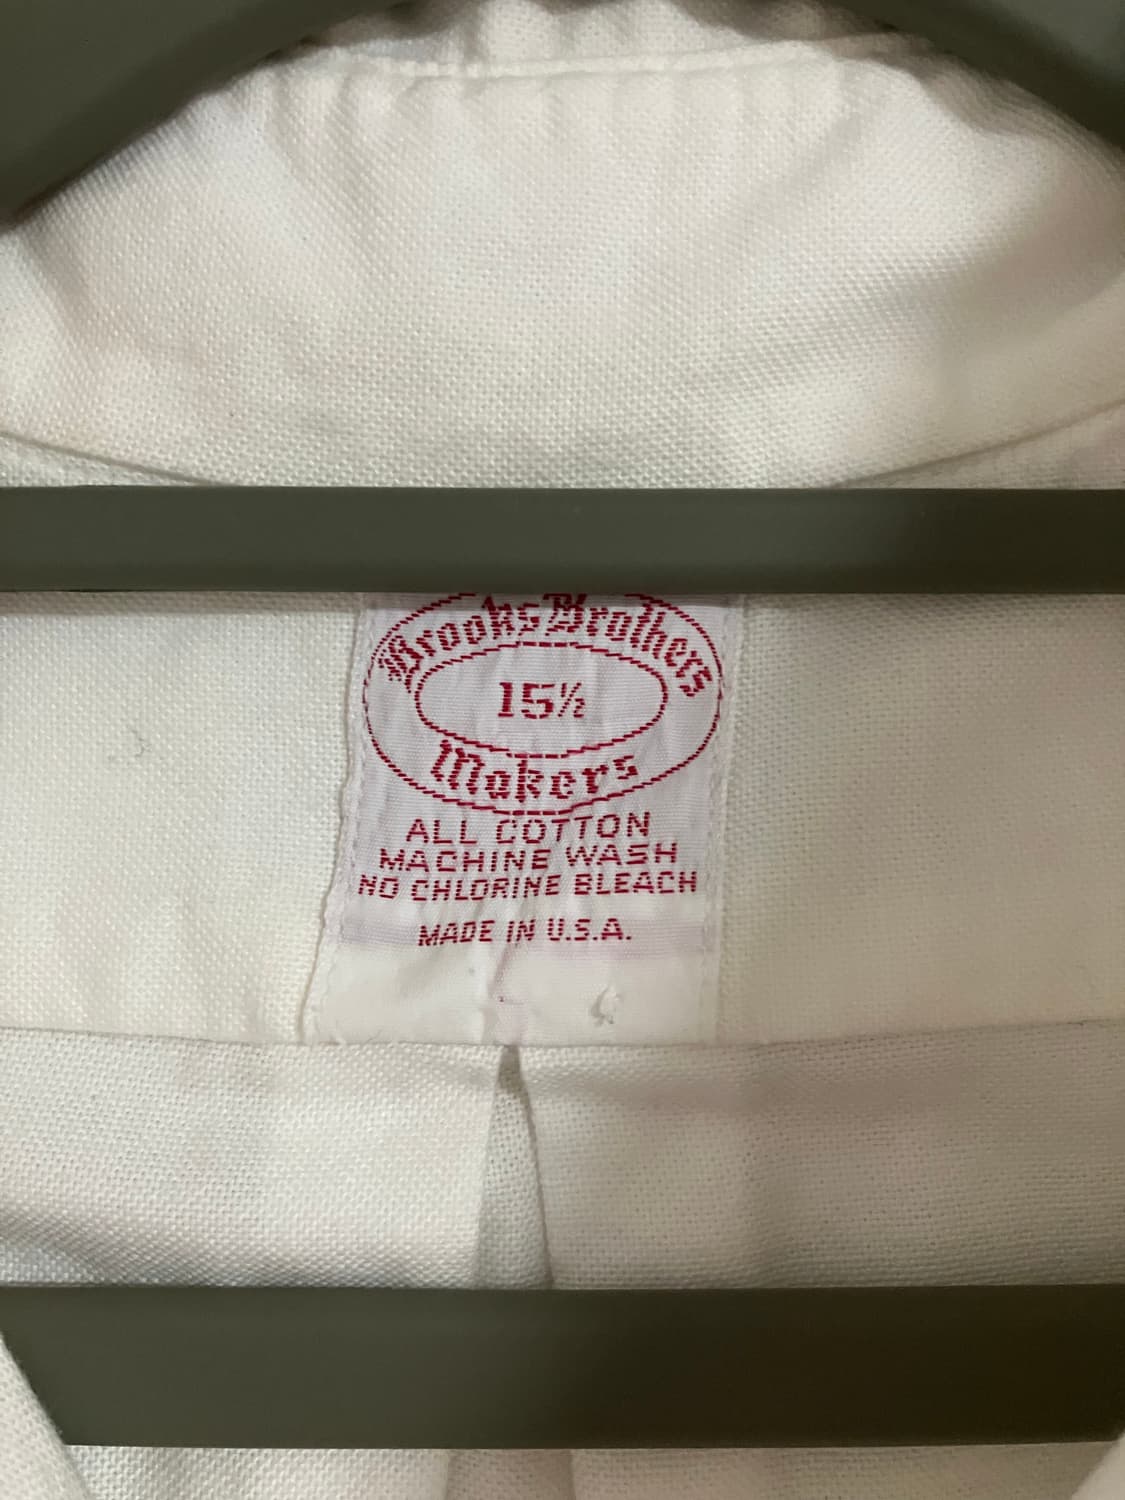 Brooks Brothers
15½
Makers
ALL COTTON
MACHINE WASH
NO CHLORINE BLEACH
MADE IN U.S.A.